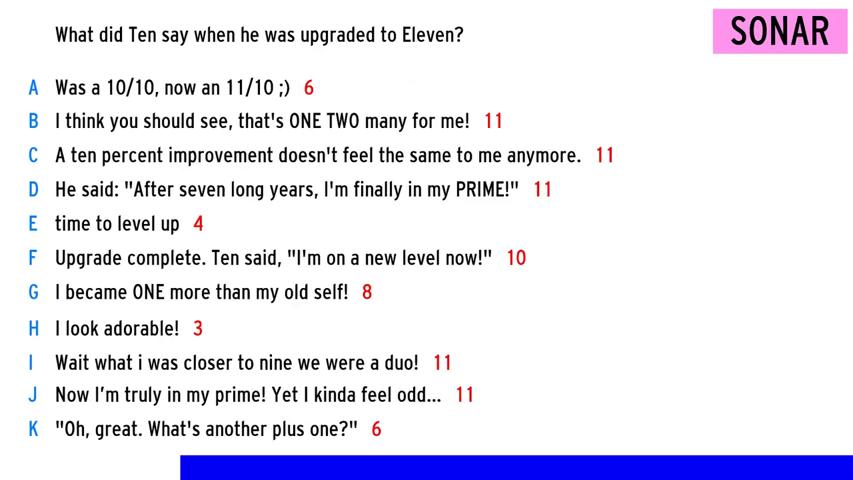 What did Ten say when he was upgraded to Eleven?
SONAR
A Was a 10/10, now an 11/10 ;) 6
B I think you should see, that's ONE TWO many for me! 11
C A ten percent improvement doesn't feel the same to me anymore. 11
D He said: "After seven long years, I'm finally in my PRIME!" 11
E time to level up 4
F Upgrade complete. Ten said, "I'm on a new level now!" 10
G I became ONE more than my old self! 8
H I look adorable! 3
I Wait what i was closer to nine we were a duo! 11
J Now I’m truly in my prime! Yet I kinda feel odd... 11
K "Oh, great. What's another plus one?" 6